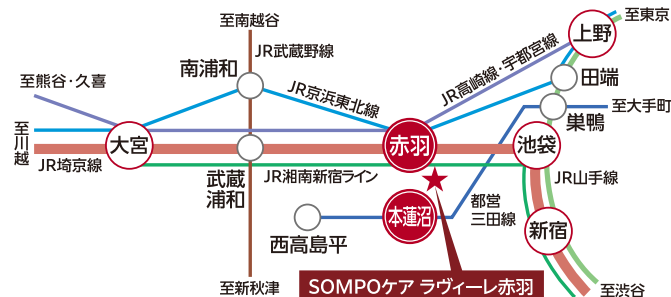 至南越谷
至東京
上野
JR武蔵野線
南浦和
JR高崎線・宇都宮線
田端
至熊谷・久喜
JR京浜東北線
至大手町
巣鴨
至川越
大宮
赤羽
池袋
JR埼京線
武蔵
浦和
JR湘南新宿ライン
JR山手線
本蓮沼
都営
三田線
西高島平
新宿
至新秋津
SOMPOケア ラヴィーレ赤羽
至渋谷